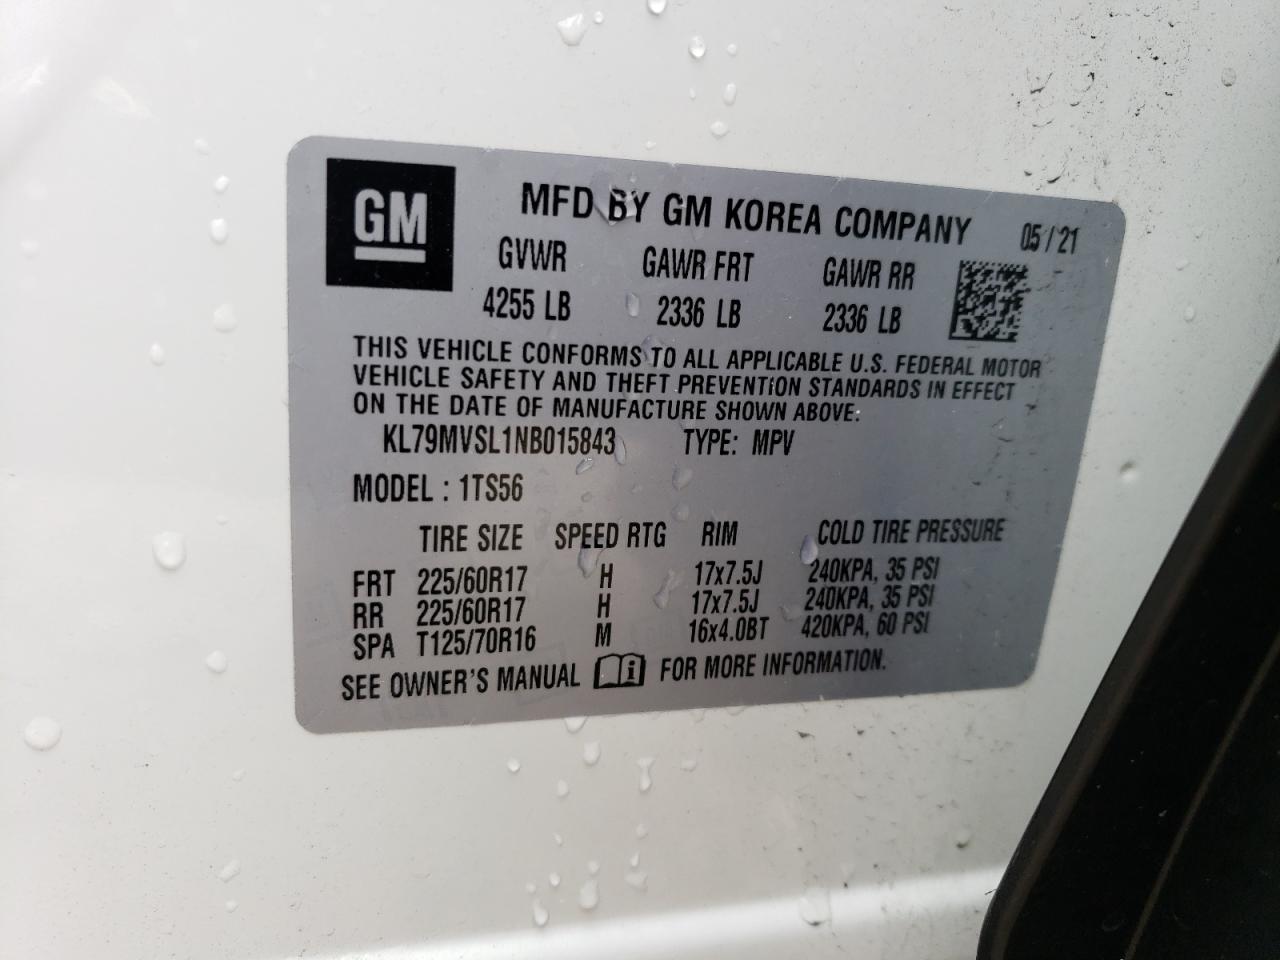 GM
MFD BY GM KOREA COMPANY 05/21
GVWR GAWR FRT GAWR RR
4255 LB 2336 LB 2336 LB
THIS VEHICLE CONFORMS TO ALL APPLICABLE U.S. FEDERAL MOTOR
VEHICLE SAFETY AND THEFT PREVENTION STANDARDS IN EFFECT
ON THE DATE OF MANUFACTURE SHOWN ABOVE:
KL79MVSL1NB015843 TYPE: MPV
MODEL : 1TS56
TIRE SIZE SPEED RTG RIM COLD TIRE PRESSURE
FRT 225/60R17 H 17x7.5J 240KPA, 35 PSI
RR 225/60R17 H 17x7.5J 240KPA, 35 PSI
SPA T125/70R16 M 16x4.0BT 420KPA, 60 PSI
SEE OWNER'S MANUAL i FOR MORE INFORMATION.